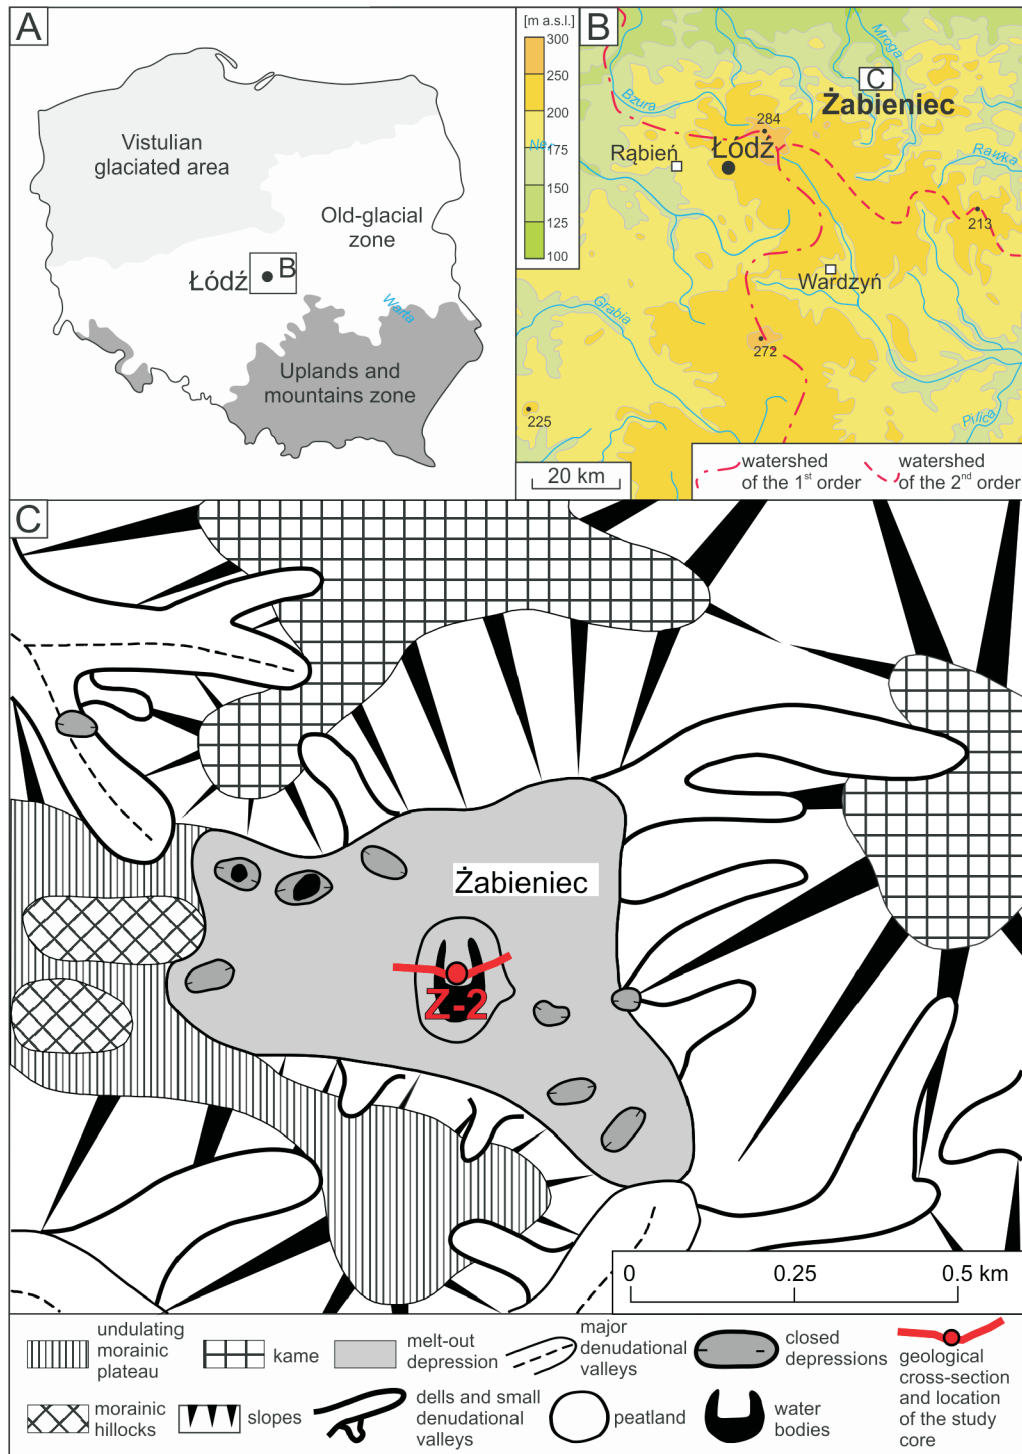 A
Vistulian
glaciated area
Old-glacial
zone
Łódź
B
Warta
Uplands and
mountains zone
[m a.s.l.]
300
250
200
175
150
125
100
B
Mroga
C
Żabieniec
Bzura
284
Łódź
Ner
Rąbień
Rawka
213
Wardzyń
Grabia
272
225
Pilica
20 km
watershed
of the 1st order
watershed
of the 2nd order
C
Żabieniec
Z-2
0 0.25 0.5 km
undulating
morainic
plateau
kame
melt-out
depression
major
denudational
valleys
closed
depressions
geological
cross-section
and location
of the study
core
morainic
hillocks
slopes
dells and small
denudational
valleys
peatland
water
bodies